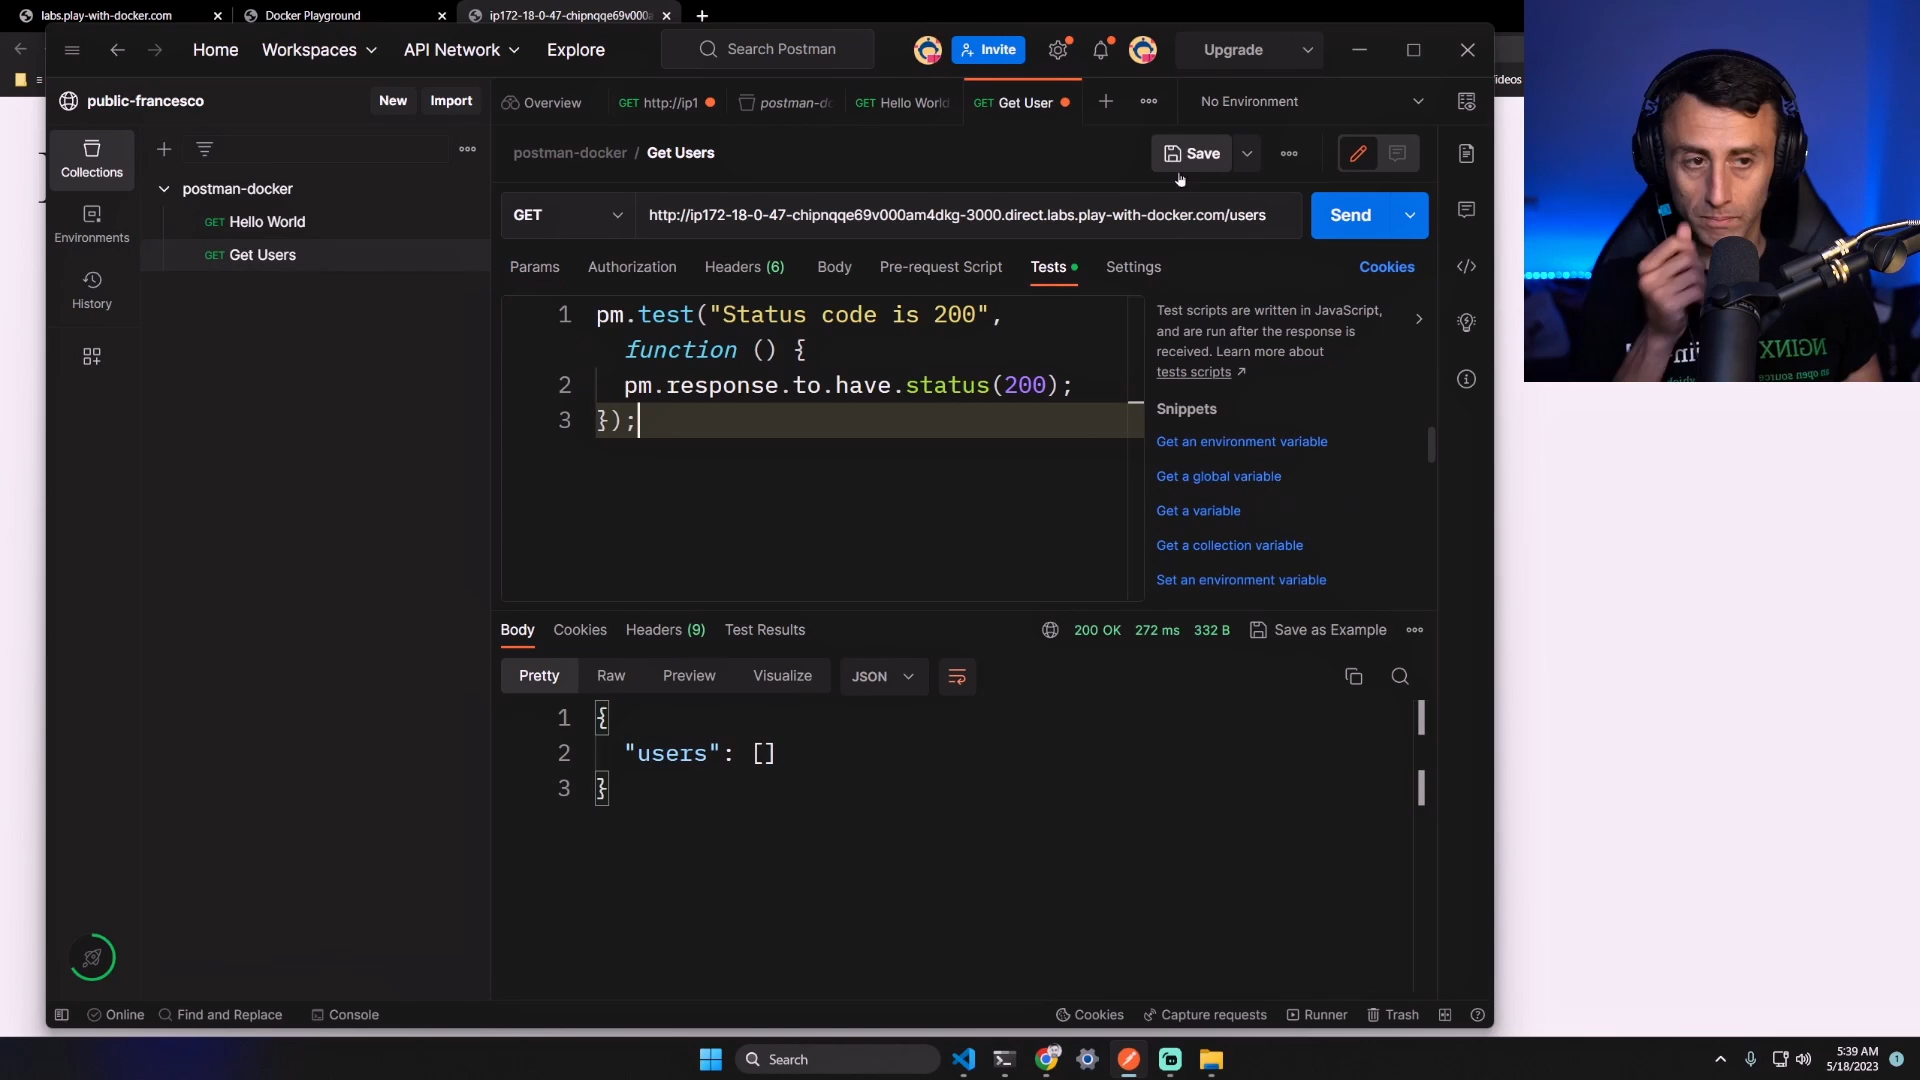 labs.play-with-docker.com
Docker Playground
ip172-18-0-47-chipnqqe69v000a
Home
Workspaces
API Network
Explore
Search Postman
Invite
Upgrade
public-francesco
New
Import
Overview
GET http://ip1
postman-do
GET Hello World
GET Get User
No Environment
Collections
postman-docker
GET Hello World
GET Get Users
Environments
History
postman-docker / Get Users
Save
GET
http://ip172-18-0-47-chipnqqe69v000am4dkg-3000.direct.labs.play-with-docker.com/users
Send
Params
Authorization
Headers (6)
Body
Pre-request Script
Tests
Settings
Cookies
1 pm.test("Status code is 200",
function () {
2 pm.response.to.have.status(200);
3 });
Test scripts are written in JavaScript,
and are run after the response is
received. Learn more about
tests scripts ↗
Snippets
Get an environment variable
Get a global variable
Get a variable
Get a collection variable
Set an environment variable
Body
Cookies
Headers (9)
Test Results
200 OK
272 ms
332 B
Save as Example
Pretty
Raw
Preview
Visualize
JSON
1 {
2 "users": []
3 }
Online
Find and Replace
Console
Cookies
Capture requests
Runner
Trash
Search
5:39 AM
5/18/2023
1
NGINX